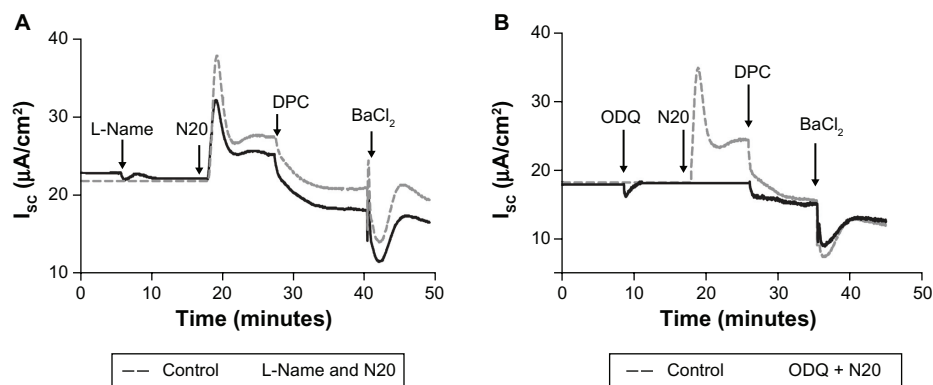 A
I_SC (µA/cm²)
40
30
20
10
L-Name
N20
DPC
BaCl₂
0 10 20 30 40 50
Time (minutes)
Control L-Name and N20
B
I_SC (µA/cm²)
40
30
20
10
ODQ
N20
DPC
BaCl₂
0 10 20 30 40 50
Time (minutes)
Control ODQ + N20